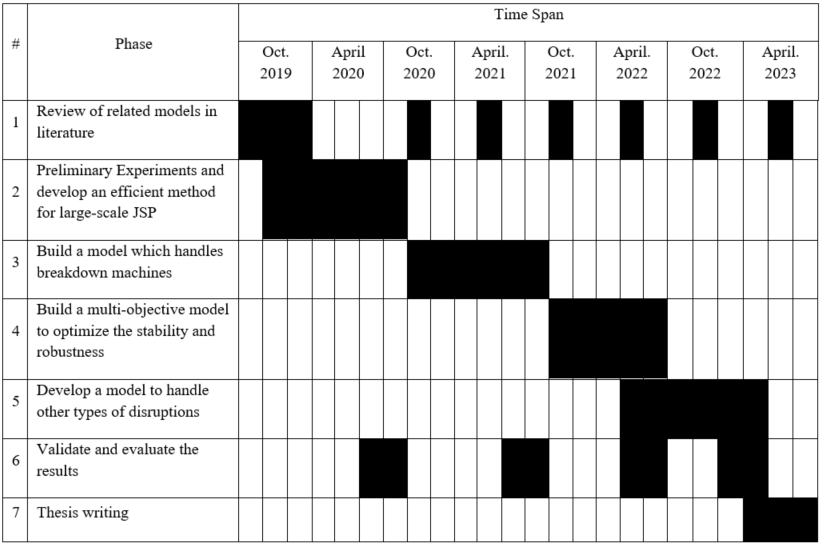 #
Phase
Time Span
Oct. 2019
April 2020
Oct. 2020
April. 2021
Oct. 2021
April. 2022
Oct. 2022
April. 2023
1
Review of related models in
literature
2
Preliminary Experiments and
develop an efficient method
for large-scale JSP
3
Build a model which handles
breakdown machines
4
Build a multi-objective model
to optimize the stability and
robustness
5
Develop a model to handle
other types of disruptions
6
Validate and evaluate the
results
7
Thesis writing